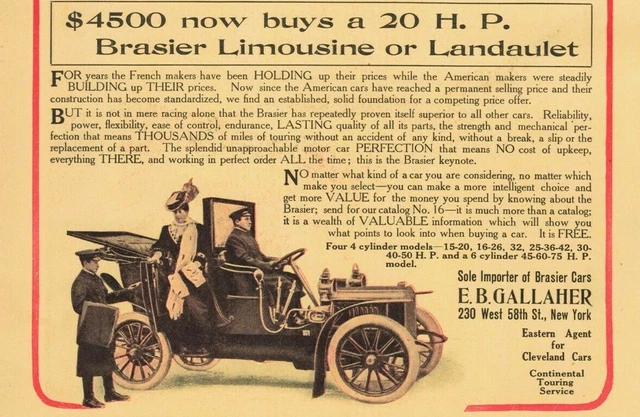 $4500 now buys a 20 H. P.
Brasier Limousine or Landaulet
FOR years the French makers have been HOLDING up their prices while the American makers were steadily
BUILDING up THEIR prices. Now since the American cars have reached a permanent selling price and their
construction has become standardized, we find an established, solid foundation for a competing price offer.
BUT it is not in mere racing alone that the Brasier has repeatedly proven itself superior to all other cars. Reliability,
power, flexibility, ease of control, endurance, LASTING quality of all its parts, the strength and mechanical per-
fection that means THOUSANDS of miles of touring without an accident of any kind, without a break, a slip or the
replacement of a part. The splendid unapproachable motor car PERFECTION that means NO cost of upkeep,
everything THERE, and working in perfect order ALL the time; this is the Brasier keynote.
NO matter what kind of a car you are considering, no matter which
make you select—you can make a more intelligent choice and
get more VALUE for the money you spend by knowing about the
Brasier; send for our catalog No. 16—it is much more than a catalog;
it is a wealth of VALUABLE information which will show you
what points to look into when buying a car. It is FREE.
Four 4 cylinder models—15-20, 16-26, 32, 25-36-42, 30-
40-50 H. P. and a 6 cylinder 45-60-75 H. P.
model.
Sole Importer of Brasier Cars
E. B. GALLAHER
230 West 58th St., New York
Eastern Agent
for
Cleveland Cars
Continental
Touring
Service